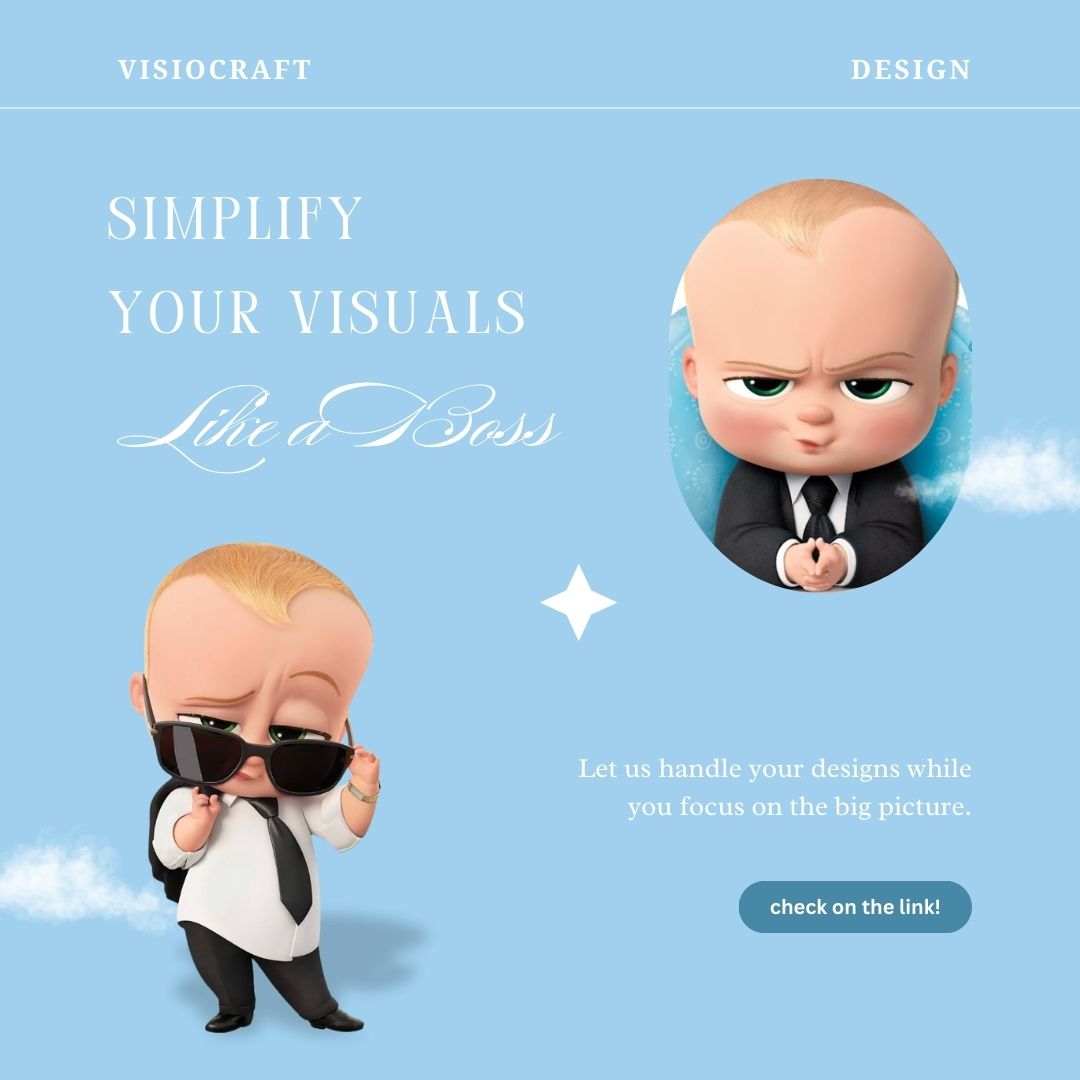 VISIOCRAFT
DESIGN
SIMPLIFY
YOUR VISUALS
Like a Boss
Let us handle your designs while
you focus on the big picture.
check on the link!